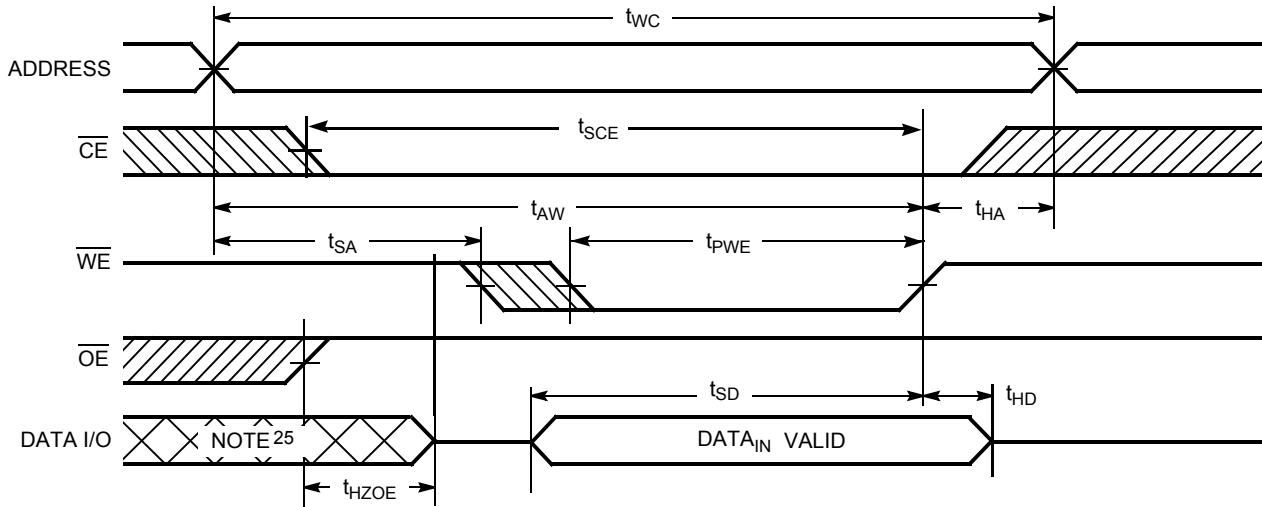 tWC
ADDRESS
tSCE
CE
tAW
tHA
tSA
tPWE
WE
OE
tSD
tHD
DATA I/O
NOTE 25
DATAIN VALID
tHZOE